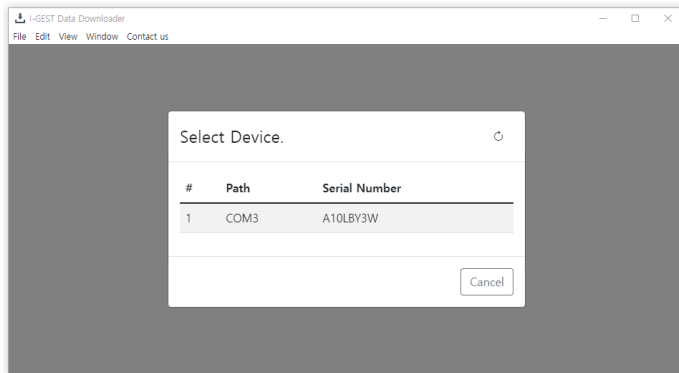 I-GEST Data Downloader
File Edit View Window Contact us
Select Device.
# Path Serial Number
1 COM3 A10LBY3W
Cancel